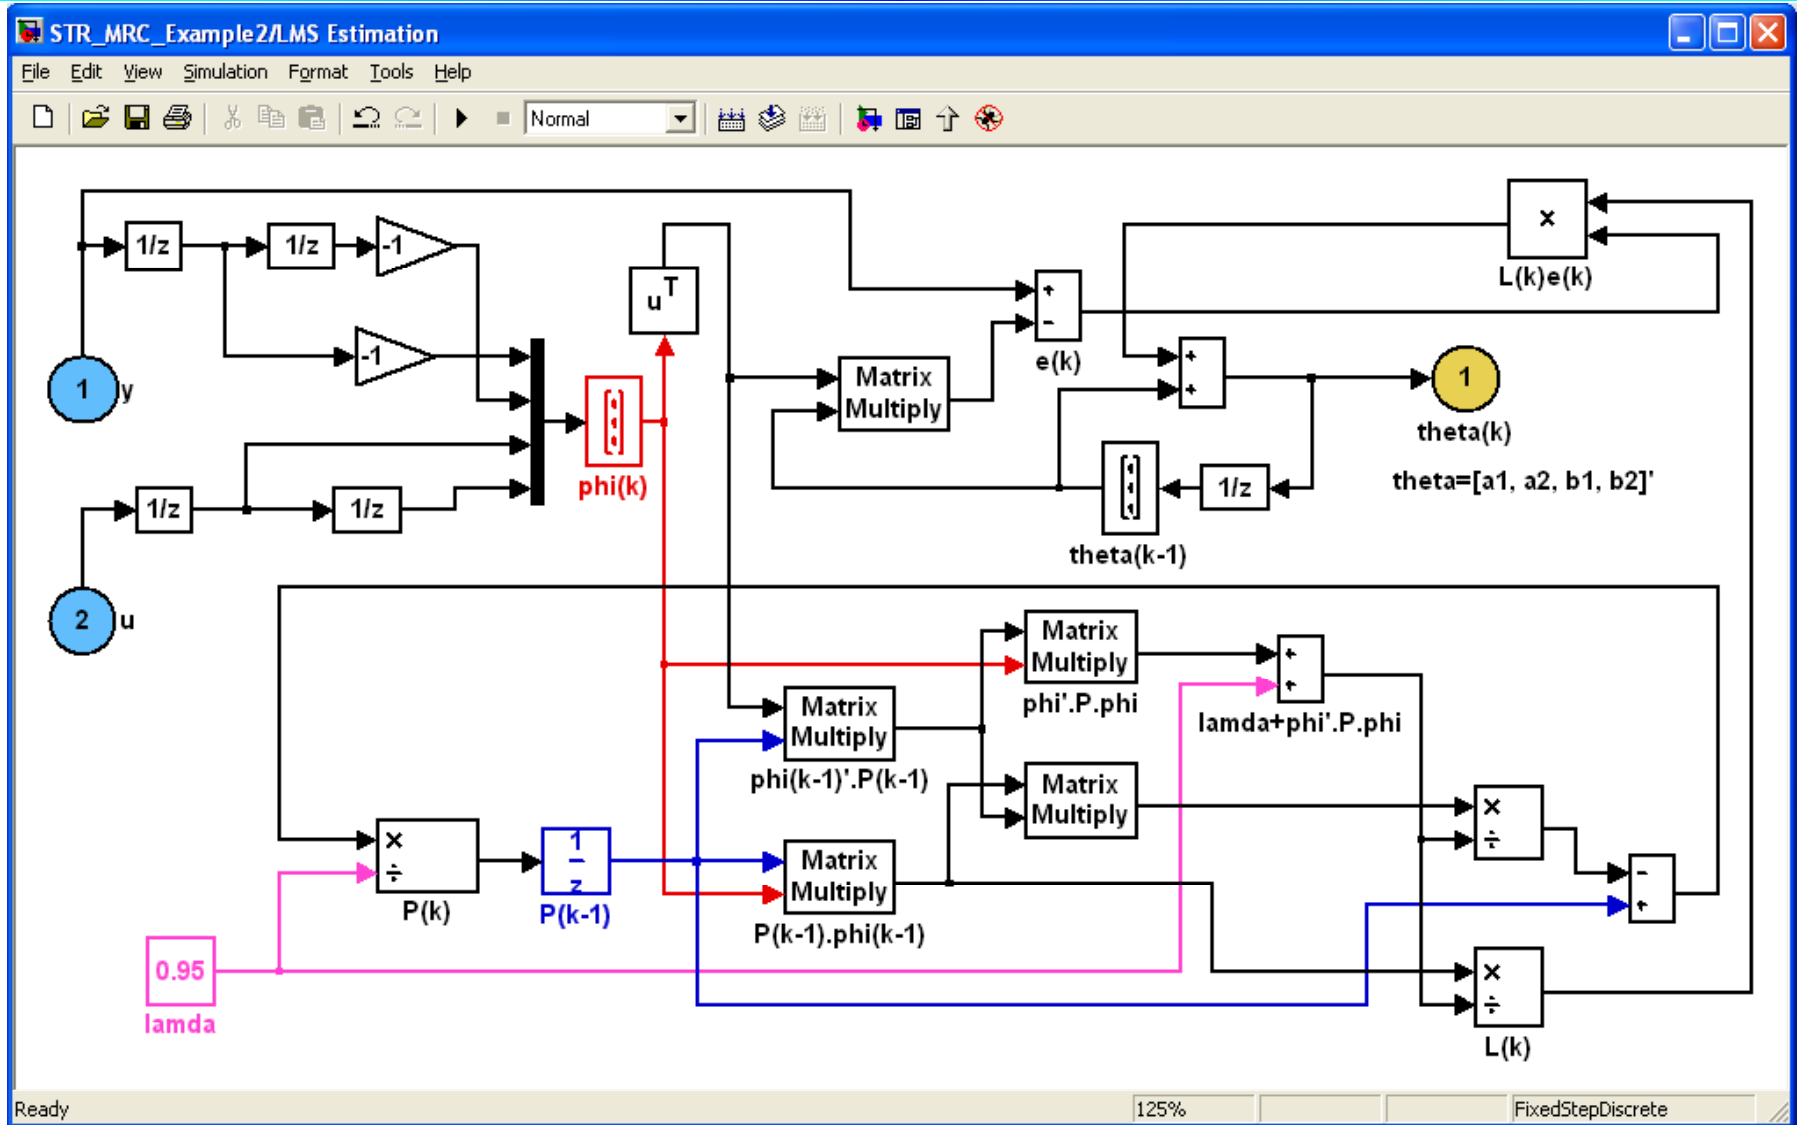 STR_MRC_Example2/LMS Estimation
File Edit View Simulation Format Tools Help
Normal
1/z
1/z
-1
-1
1
y
1/z
1/z
2
u
phi(k)
u^T
Matrix
Multiply
+
-
e(k)
×
L(k)e(k)
+
+
1
theta(k)
theta=[a1, a2, b1, b2]'
1/z
theta(k-1)
Matrix
Multiply
phi'.P.phi
+
+
lamda+phi'.P.phi
Matrix
Multiply
phi(k-1)'.P(k-1)
Matrix
Multiply
×
÷
P(k)
1
z
P(k-1)
Matrix
Multiply
P(k-1).phi(k-1)
×
÷
-
+
0.95
lamda
×
÷
L(k)
Ready
125%
FixedStepDiscrete